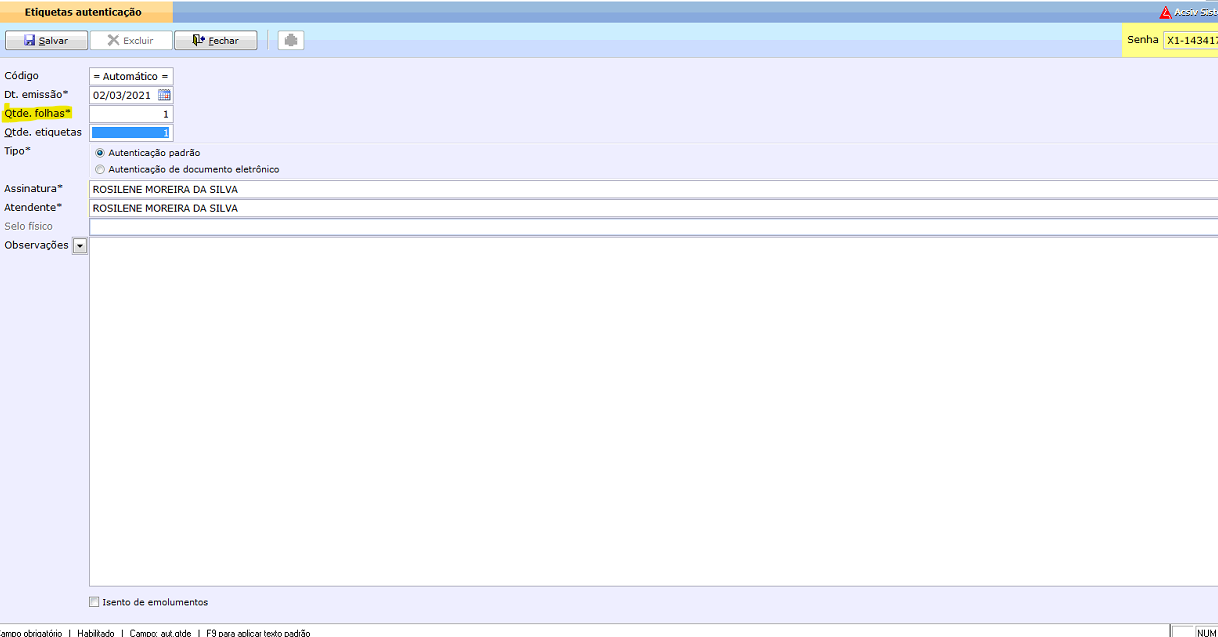 Etiquetas autenticação
Acsiv Sist
Salvar
Excluir
Fechar
Senha X1-143417
Código = Automático =
Dt. emissão* 02/03/2021
Qtde. folhas* 1
Qtde. etiquetas 1
Tipo* Autenticação padrão
Autenticação de documento eletrônico
Assinatura* ROSILENE MOREIRA DA SILVA
Atendente* ROSILENE MOREIRA DA SILVA
Selo físico
Observações
Isento de emolumentos
Campo obrigatório | Habilitado | Campo: aut.qtde | F9 para aplicar texto padrão
NUM